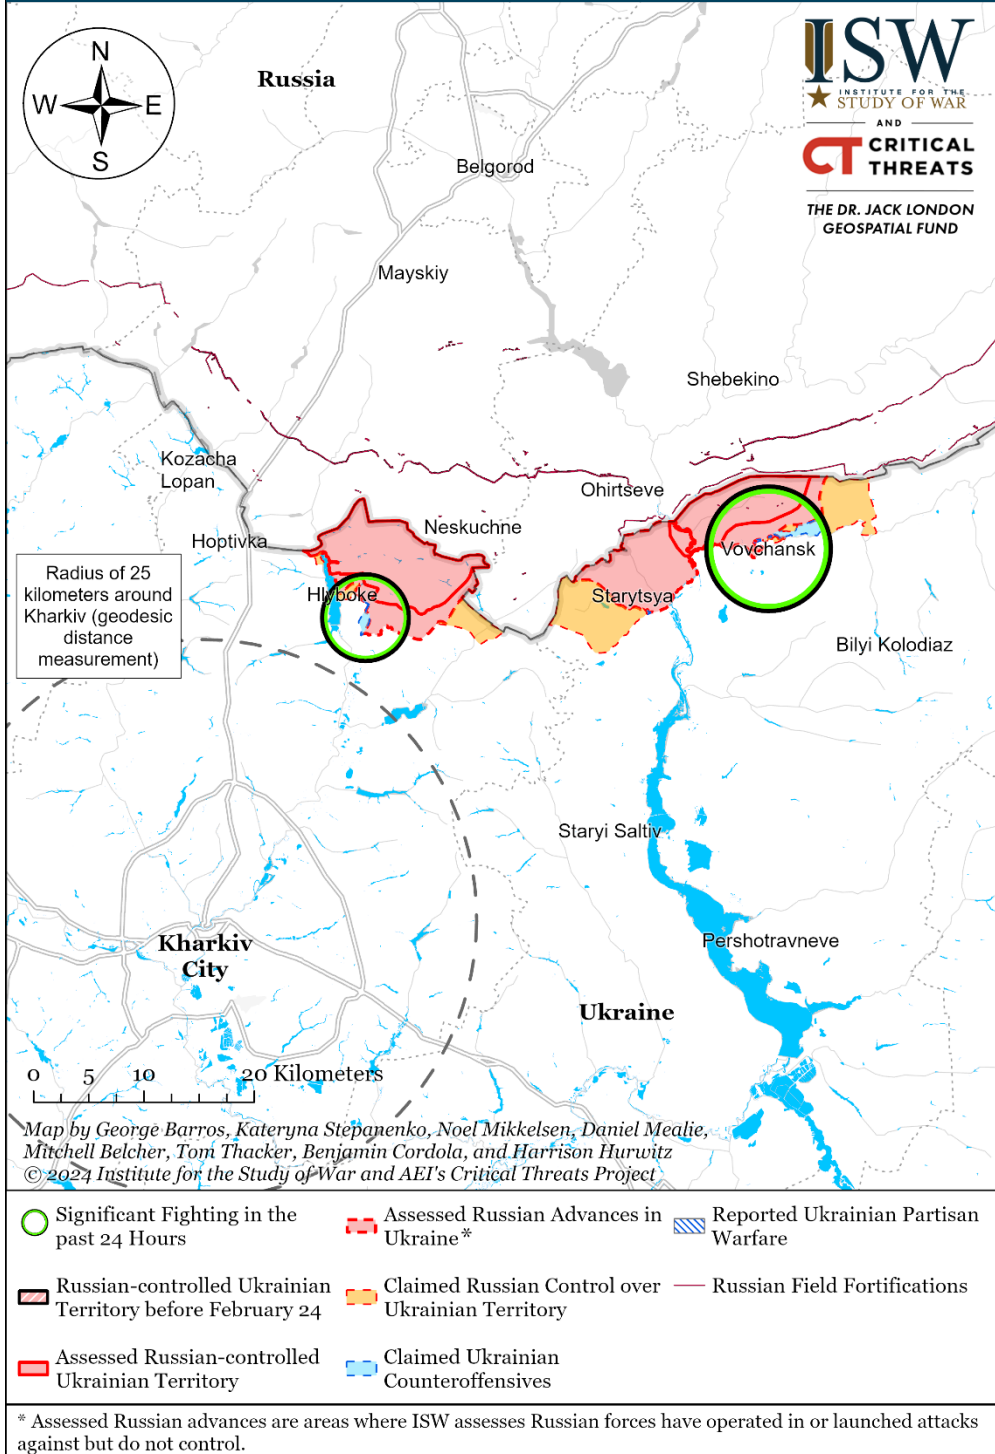 N
W E
S
Russia
ISW
INSTITUTE FOR THE
STUDY OF WAR
AND
CT CRITICAL
THREATS
THE DR. JACK LONDON
GEOSPATIAL FUND
Belgorod
Mayskiy
Shebekino
Kozacha
Lopan
Ohirtseve
Neskuchne
Hoptivka
Vovchansk
Radius of 25
kilometers around
Kharkiv (geodesic
distance
measurement)
Hlyboke
Starytsya
Bilyi Kolodiaz
Staryi Saltiv
Kharkiv
City
Pershotravneve
Ukraine
0 5 10 20 Kilometers
Map by George Barros, Kateryna Stepanenko, Noel Mikkelsen, Daniel Mealie,
Mitchell Belcher, Tom Thacker, Benjamin Cordola, and Harrison Hurwitz
© 2024 Institute for the Study of War and AEI's Critical Threats Project
Significant Fighting in the
past 24 Hours
Assessed Russian Advances in
Ukraine*
Reported Ukrainian Partisan
Warfare
Russian-controlled Ukrainian
Territory before February 24
Claimed Russian Control over
Ukrainian Territory
Russian Field Fortifications
Assessed Russian-controlled
Ukrainian Territory
Claimed Ukrainian
Counteroffensives
* Assessed Russian advances are areas where ISW assesses Russian forces have operated in or launched attacks
against but do not control.